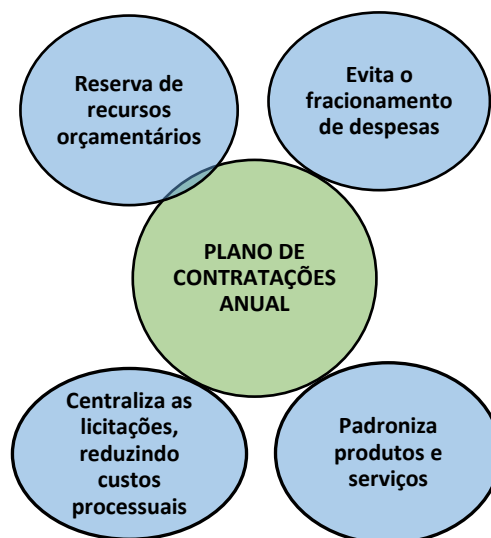 Reserva de
recursos
orçamentários
Evita o
fracionamento
de despesas
PLANO DE
CONTRATAÇÕES
ANUAL
Centraliza as
licitações,
reduzindo
custos
processuais
Padroniza
produtos e
serviços